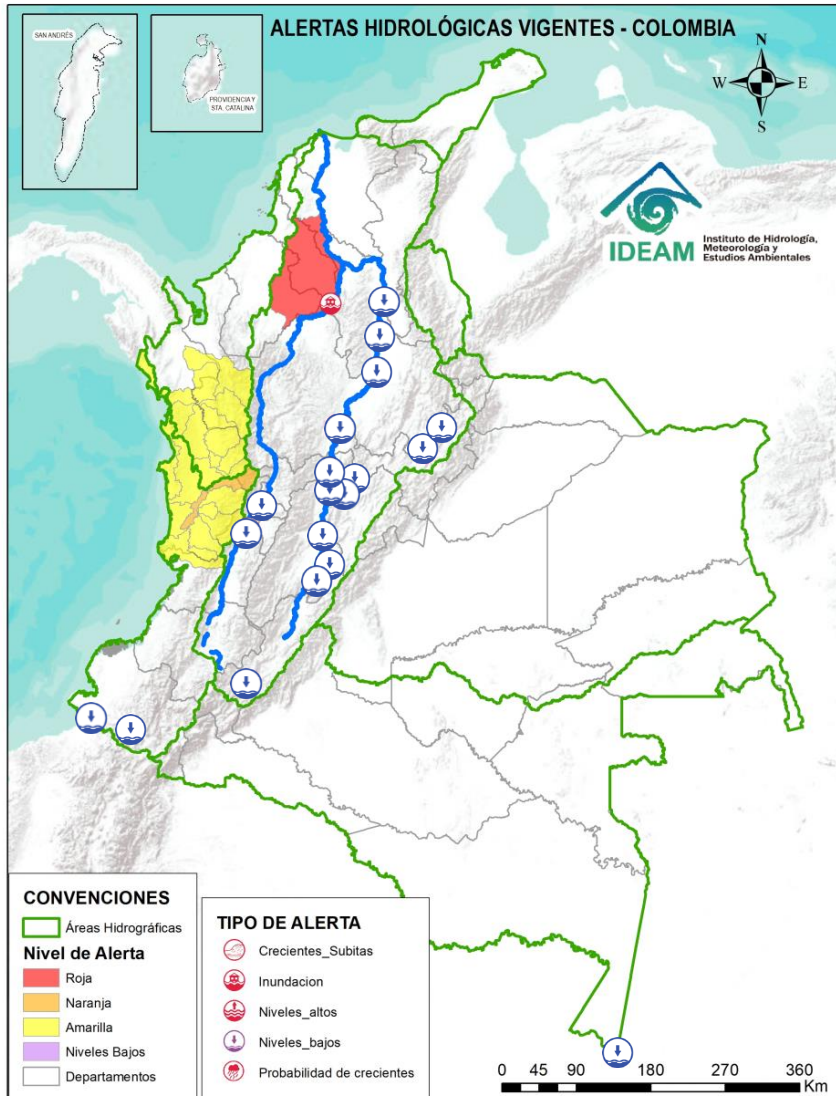 ALERTAS HIDROLÓGICAS VIGENTES - COLOMBIA
SAN ANDRÉS
PROVIDENCIA Y
STA. CATALINA
N
W
E
S
IDEAM
Instituto de Hidrología,
Meteorología y
Estudios Ambientales
CONVENCIONES
Áreas Hidrográficas
Nivel de Alerta
Roja
Naranja
Amarilla
Niveles Bajos
Departamentos
TIPO DE ALERTA
Crecientes_Subitas
Inundacion
Niveles_altos
Niveles_bajos
Probabilidad de crecientes
0 45 90 180 270 360
Km